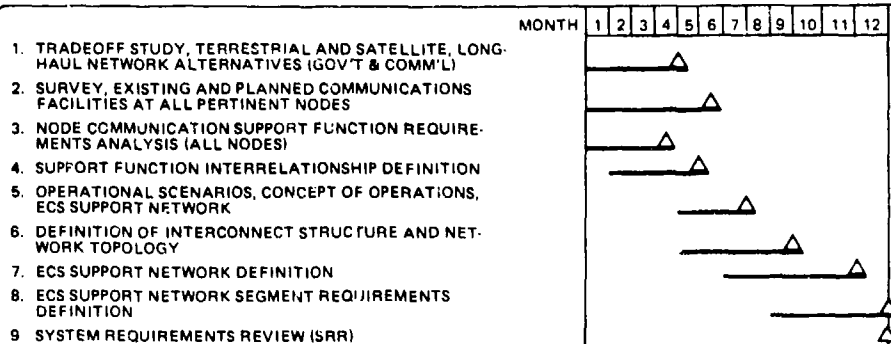 MONTH 1 2 3 4 5 6 7 8 9 10 11 12
1. TRADEOFF STUDY, TERRESTRIAL AND SATELLITE, LONG-
HAUL NETWORK ALTERNATIVES (GOV'T & COMM'L)
2. SURVEY, EXISTING AND PLANNED COMMUNICATIONS
FACILITIES AT ALL PERTINENT NODES
3. NODE COMMUNICATION SUPPORT FUNCTION REQUIRE-
MENTS ANALYSIS (ALL NODES)
4. SUPPORT FUNCTION INTERRELATIONSHIP DEFINITION
5. OPERATIONAL SCENARIOS, CONCEPT OF OPERATIONS,
ECS SUPPORT NETWORK
6. DEFINITION OF INTERCONNECT STRUCTURE AND NET-
WORK TOPOLOGY
7. ECS SUPPORT NETWORK DEFINITION
8. ECS SUPPORT NETWORK SEGMENT REQUIREMENTS
DEFINITION
9 SYSTEM REQUIREMENTS REVIEW (SRR)